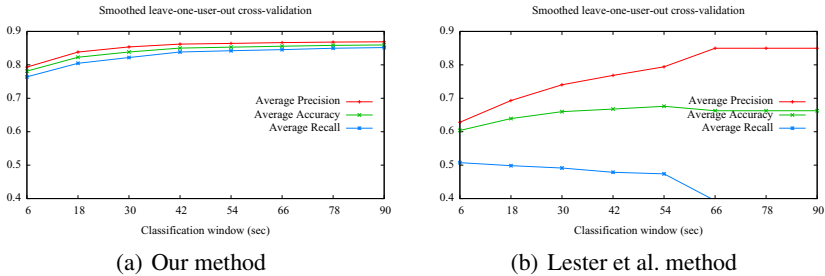 Smoothed leave-one-user-out cross-validation
0.9
0.8
0.7
0.6
0.5
0.4
Average Precision
Average Accuracy
Average Recall
6 18 30 42 54 66 78 90
Classification window (sec)
(a) Our method
Smoothed leave-one-user-out cross-validation
0.9
0.8
0.7
0.6
0.5
0.4
Average Precision
Average Accuracy
Average Recall
6 18 30 42 54 66 78 90
Classification window (sec)
(b) Lester et al. method